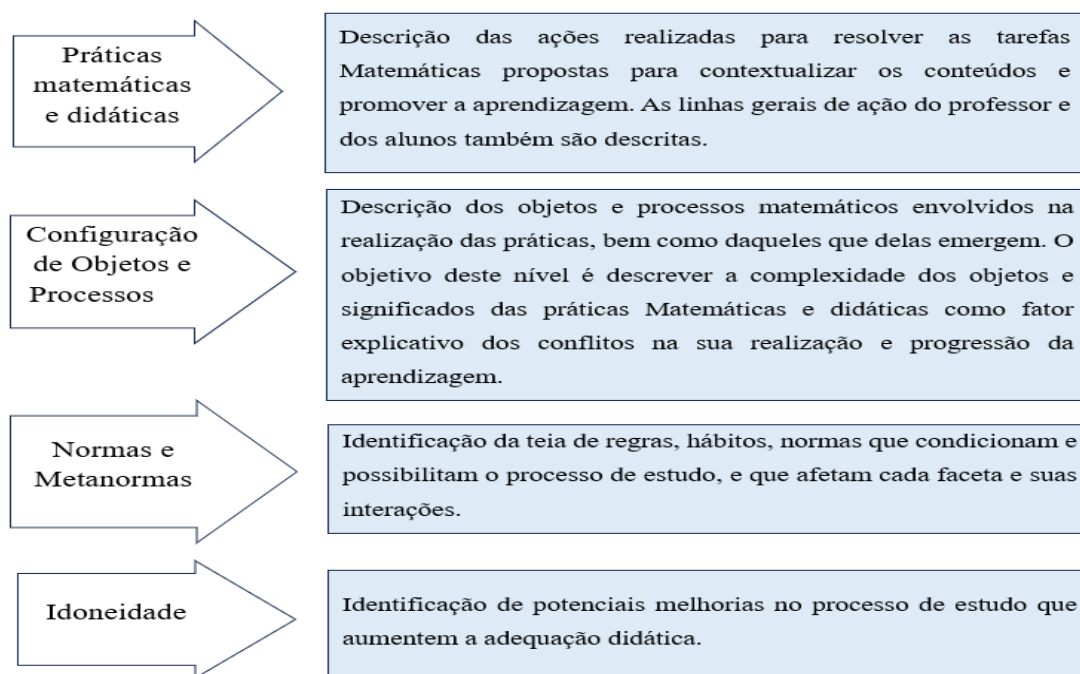 Práticas
matemáticas
e didáticas
Descrição das ações realizadas para resolver as tarefas
Matemáticas propostas para contextualizar os conteúdos e
promover a aprendizagem. As linhas gerais de ação do professor e
dos alunos também são descritas.
Configuração
de Objetos e
Processos
Descrição dos objetos e processos matemáticos envolvidos na
realização das práticas, bem como daqueles que delas emergem. O
objetivo deste nível é descrever a complexidade dos objetos e
significados das práticas Matemáticas e didáticas como fator
explicativo dos conflitos na sua realização e progressão da
aprendizagem.
Normas e
Metanormas
Identificação da teia de regras, hábitos, normas que condicionam e
possibilitam o processo de estudo, e que afetam cada faceta e suas
interações.
Idoneidade
Identificação de potenciais melhorias no processo de estudo que
aumentem a adequação didática.